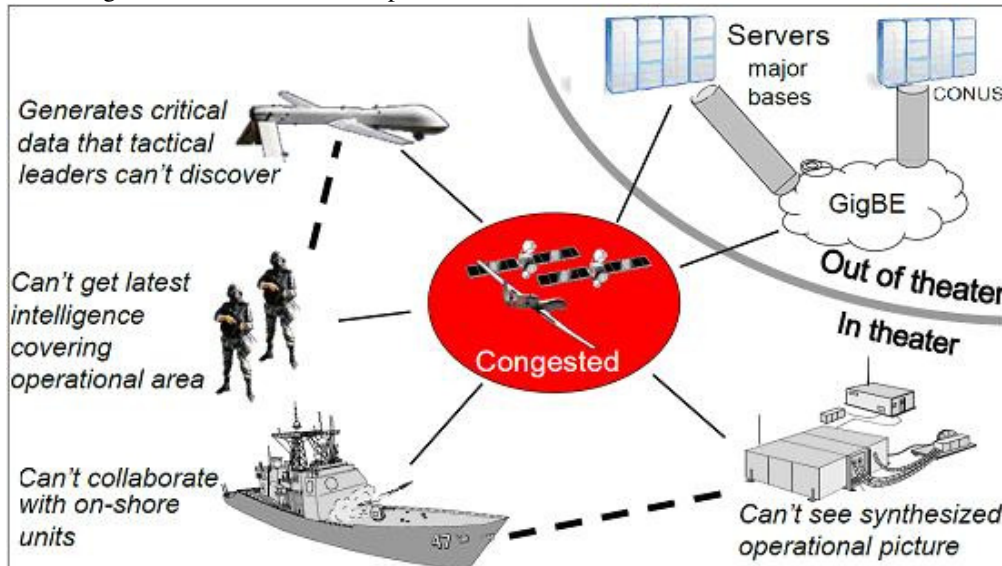 Servers
major
bases
CONUS
Generates critical
data that tactical
leaders can't discover
GigBE
Out of theater
In theater
Can't get latest
intelligence
covering
operational area
Congested
Can't collaborate
with on-shore
units
47
Can't see synthesized
operational picture